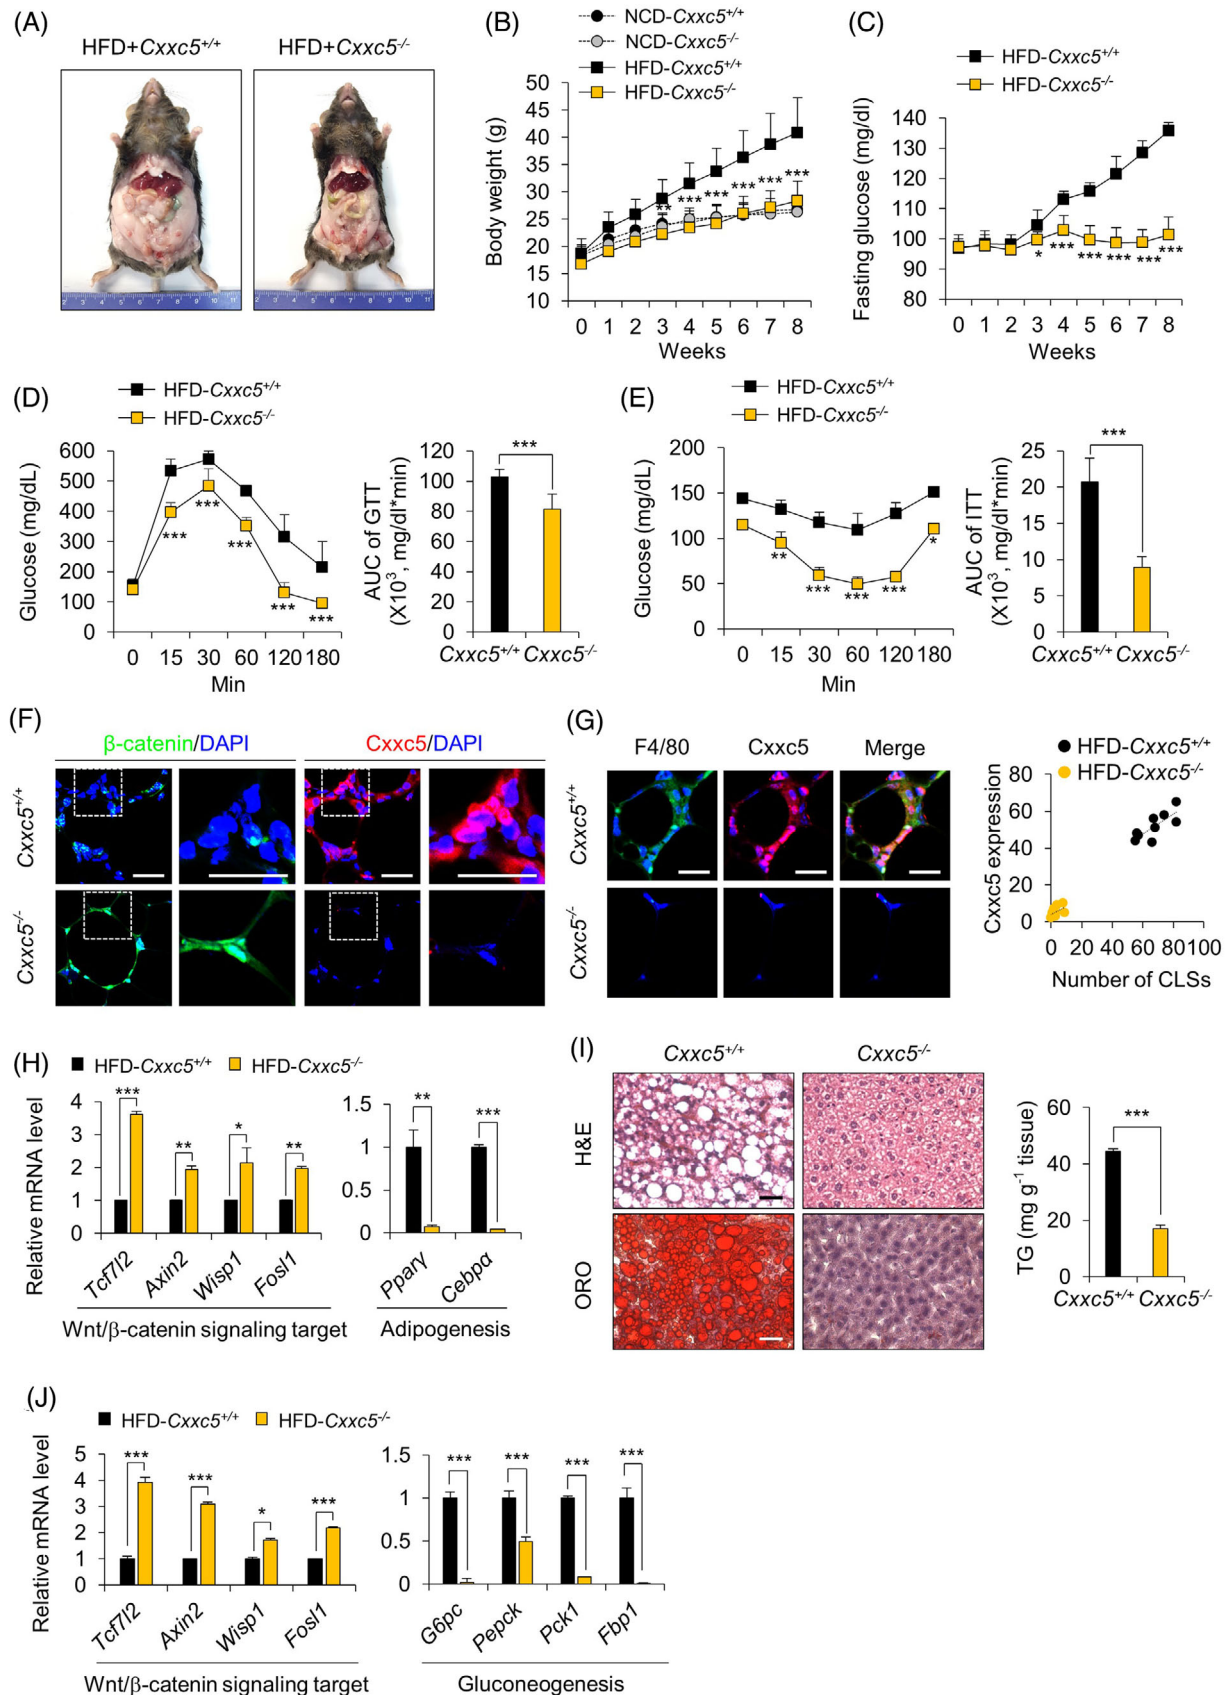 (A)
HFD+Cxxc5+/+
HFD+Cxxc5-/-
(B)
NCD-Cxxc5+/+
NCD-Cxxc5-/-
HFD-Cxxc5+/+
HFD-Cxxc5-/-
Body weight (g)
50
45
40
35
30
25
20
15
10
** *** *** *** *** ***
0 1 2 3 4 5 6 7 8
Weeks
(C)
HFD-Cxxc5+/+
HFD-Cxxc5-/-
Fasting glucose (mg/dl)
140
130
120
110
100
90
80
* *** *** *** *** ***
0 1 2 3 4 5 6 7 8
Weeks
(D)
HFD-Cxxc5+/+
HFD-Cxxc5-/-
Glucose (mg/dL)
600
500
400
300
200
100
0
*** *** *** *** ***
0 15 30 60 120 180
Min
AUC of GTT
(X10³, mg/dl*min)
120
100
80
60
40
20
0
***
Cxxc5+/+ Cxxc5-/-
(E)
HFD-Cxxc5+/+
HFD-Cxxc5-/-
Glucose (mg/dL)
200
150
100
50
0
** *** *** *** *
0 15 30 60 120 180
Min
AUC of ITT
(X10³, mg/dl*min)
25
20
15
10
5
0
***
Cxxc5+/+ Cxxc5-/-
(F)
β-catenin/DAPI
Cxxc5/DAPI
Cxxc5+/+
Cxxc5-/-
(G)
F4/80 Cxxc5 Merge
Cxxc5+/+
Cxxc5-/-
HFD-Cxxc5+/+
HFD-Cxxc5-/-
Cxxc5 expression
80
60
40
20
0
0 20 40 60 80 100
Number of CLSs
(H)
HFD-Cxxc5+/+ HFD-Cxxc5-/-
Relative mRNA level
4
3
2
1
0
*** ** * **
Tcf7l2 Axin2 Wisp1 Fosl1
Wnt/β-catenin signaling target
1.5
1
0.5
0
** ***
Pparγ Cebpα
Adipogenesis
(I)
Cxxc5+/+ Cxxc5-/-
H&E
ORO
TG (mg g-1 tissue)
60
40
20
0
***
Cxxc5+/+ Cxxc5-/-
(J)
HFD-Cxxc5+/+ HFD-Cxxc5-/-
Relative mRNA level
5
4
3
2
1
0
*** *** * ***
Tcf7l2 Axin2 Wisp1 Fosl1
Wnt/β-catenin signaling target
1.5
1
0.5
0
*** *** *** ***
G6pc Pepck Pck1 Fbp1
Gluconeogenesis